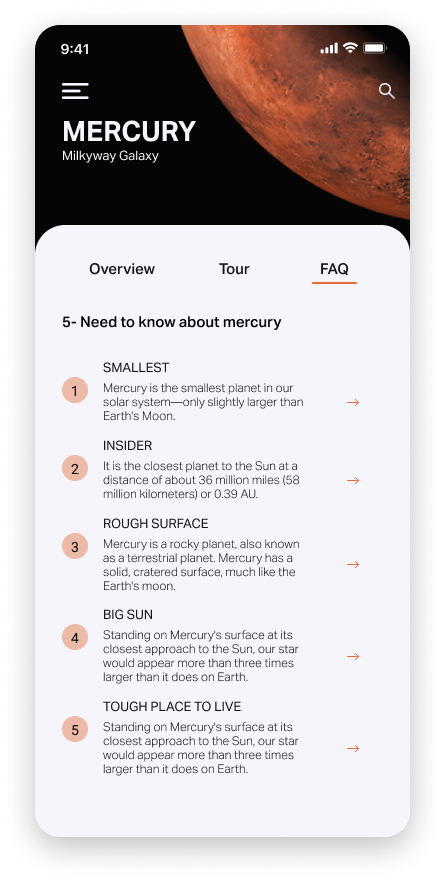 9:41
MERCURY
Milkyway Galaxy
Overview Tour FAQ
5- Need to know about mercury
SMALLEST
1
Mercury is the smallest planet in our
solar system—only slightly larger than
Earth's Moon.
INSIDER
2
It is the closest planet to the Sun at a
distance of about 36 million miles (58
million kilometers) or 0.39 AU.
ROUGH SURFACE
3
Mercury is a rocky planet, also known
as a terrestrial planet. Mercury has a
solid, cratered surface, much like the
Earth's moon.
BIG SUN
4
Standing on Mercury's surface at its
closest approach to the Sun, our star
would appear more than three times
larger than it does on Earth.
TOUGH PLACE TO LIVE
5
Standing on Mercury's surface at its
closest approach to the Sun, our star
would appear more than three times
larger than it does on Earth.